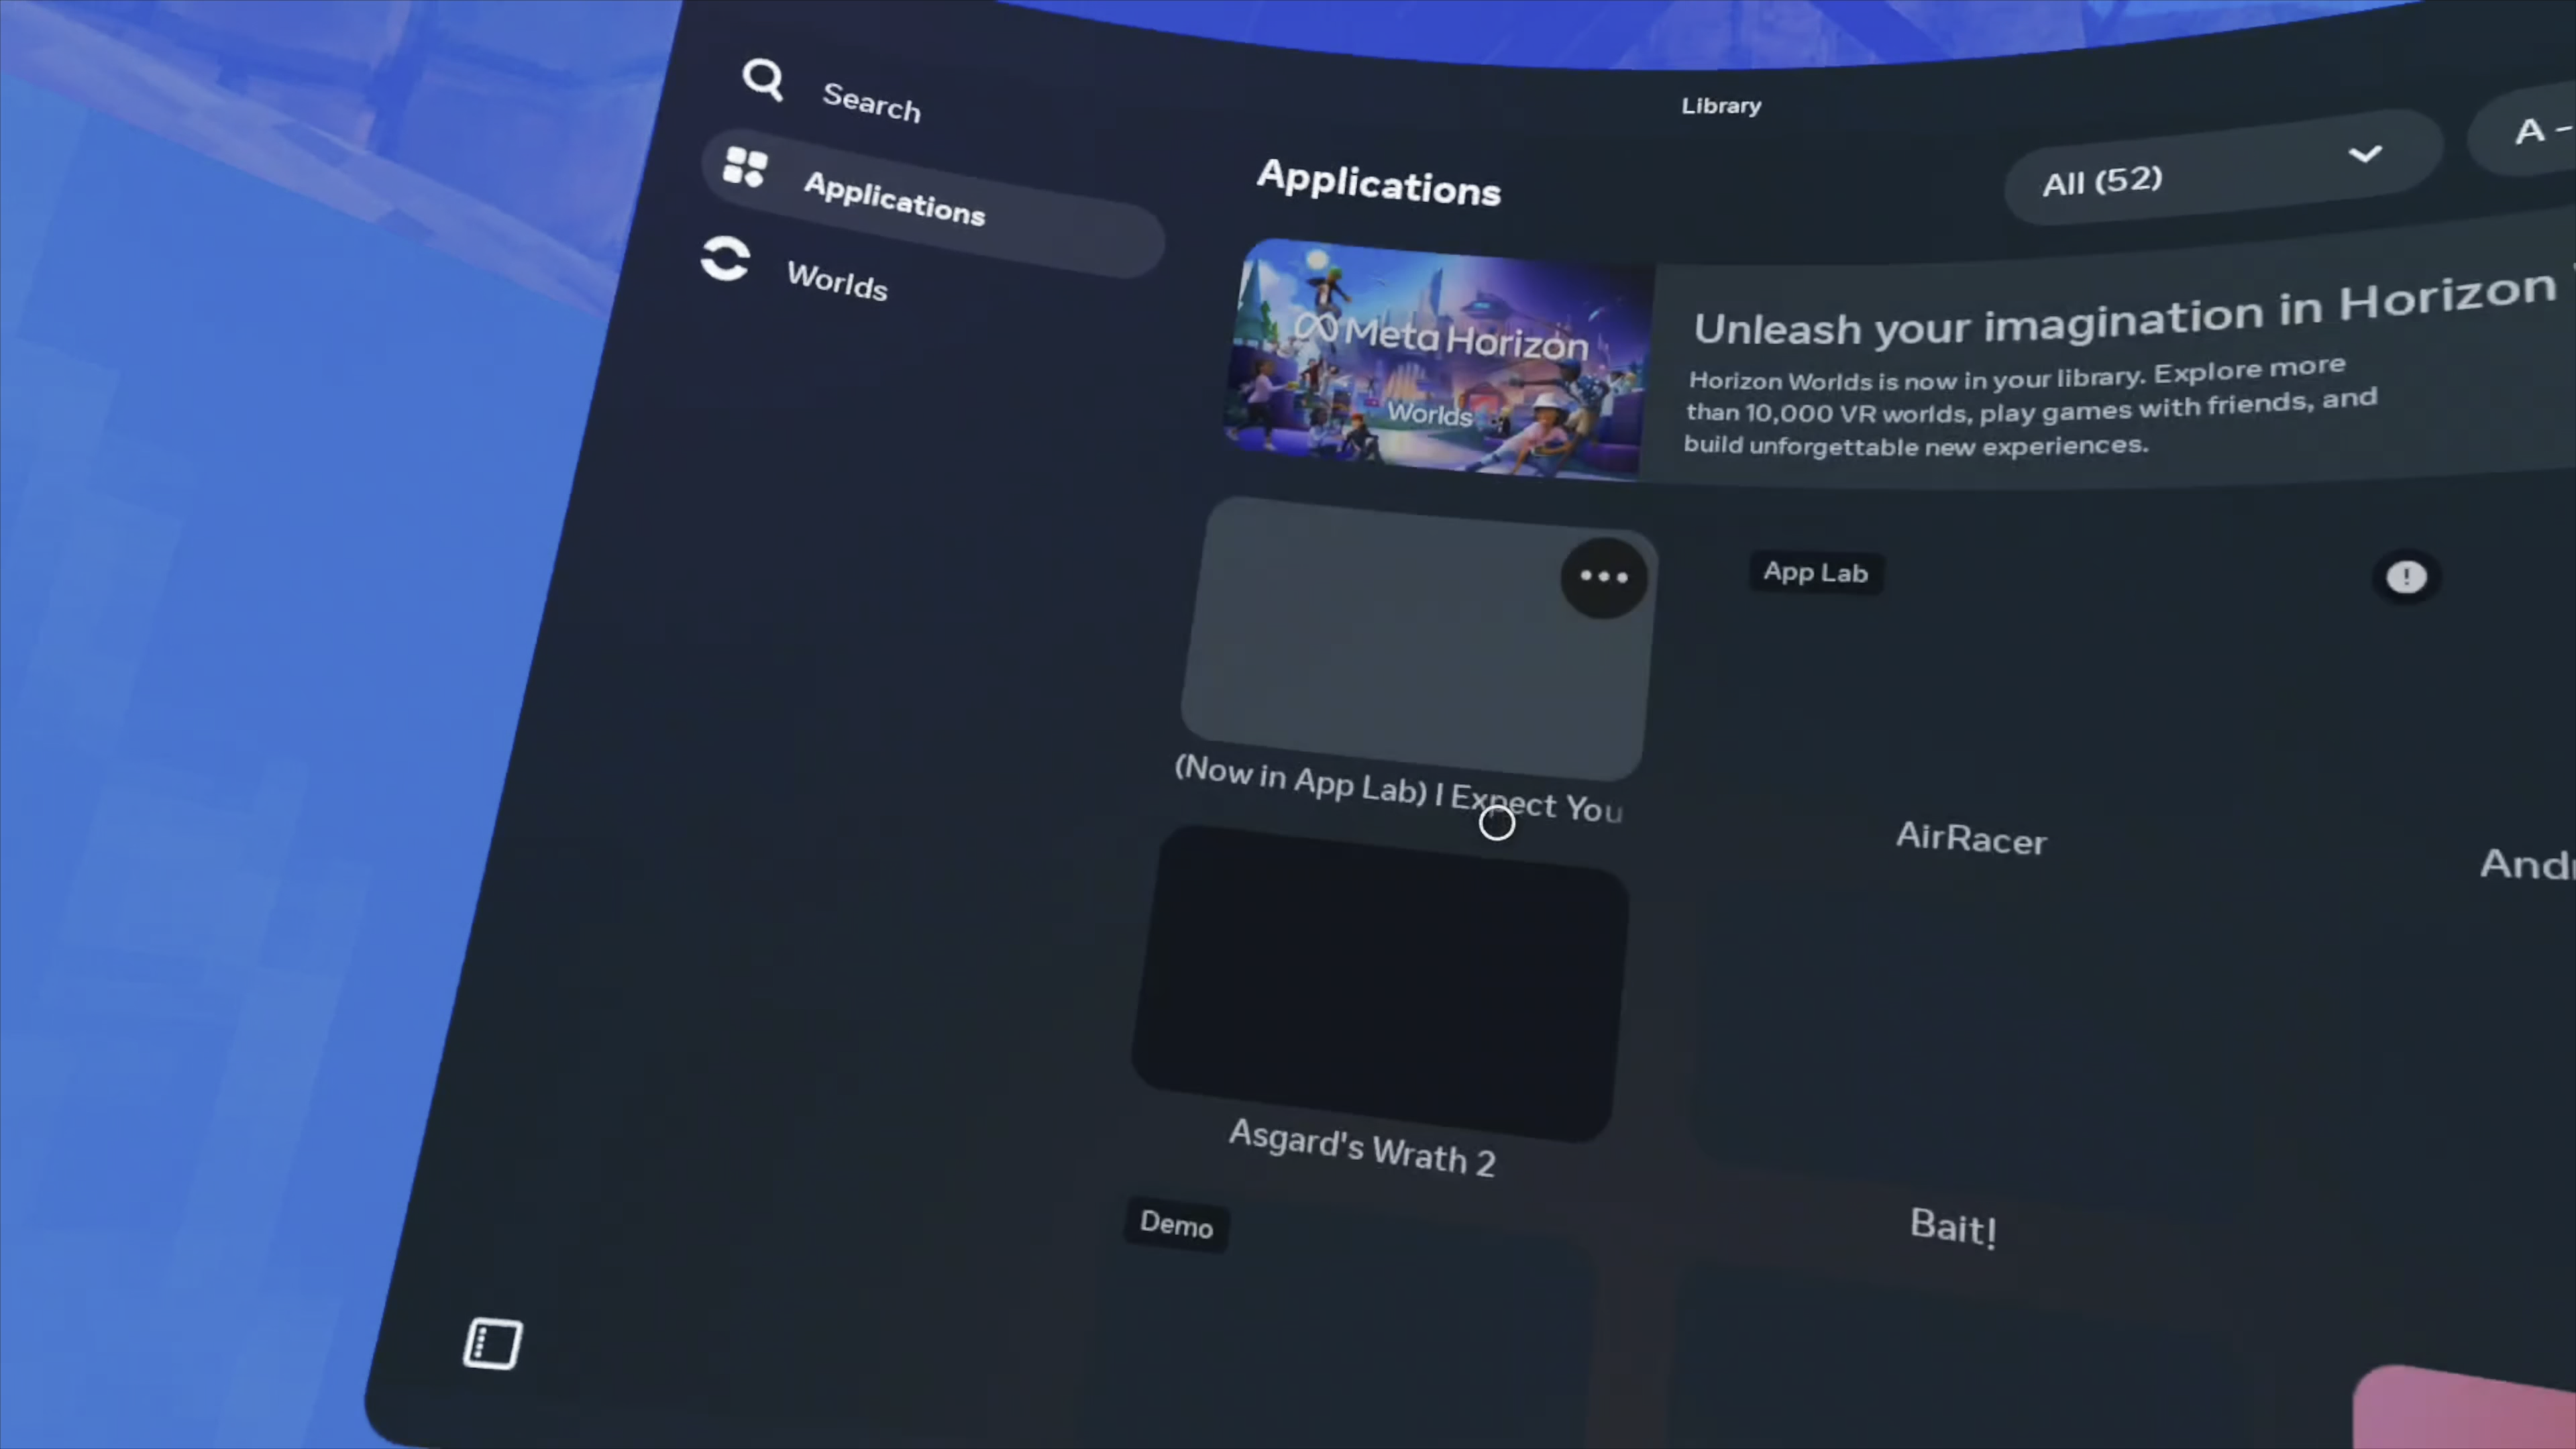 Library
Search
Applications
Worlds
Applications
All (52)
A -
Meta Horizon
Worlds
Unleash your imagination in Horizon
Horizon Worlds is now in your library. Explore more
than 10,000 VR worlds, play games with friends, and
build unforgettable new experiences.
App Lab
(Now in App Lab) I Expect You
AirRacer
Asgard's Wrath 2
Bait!
Demo